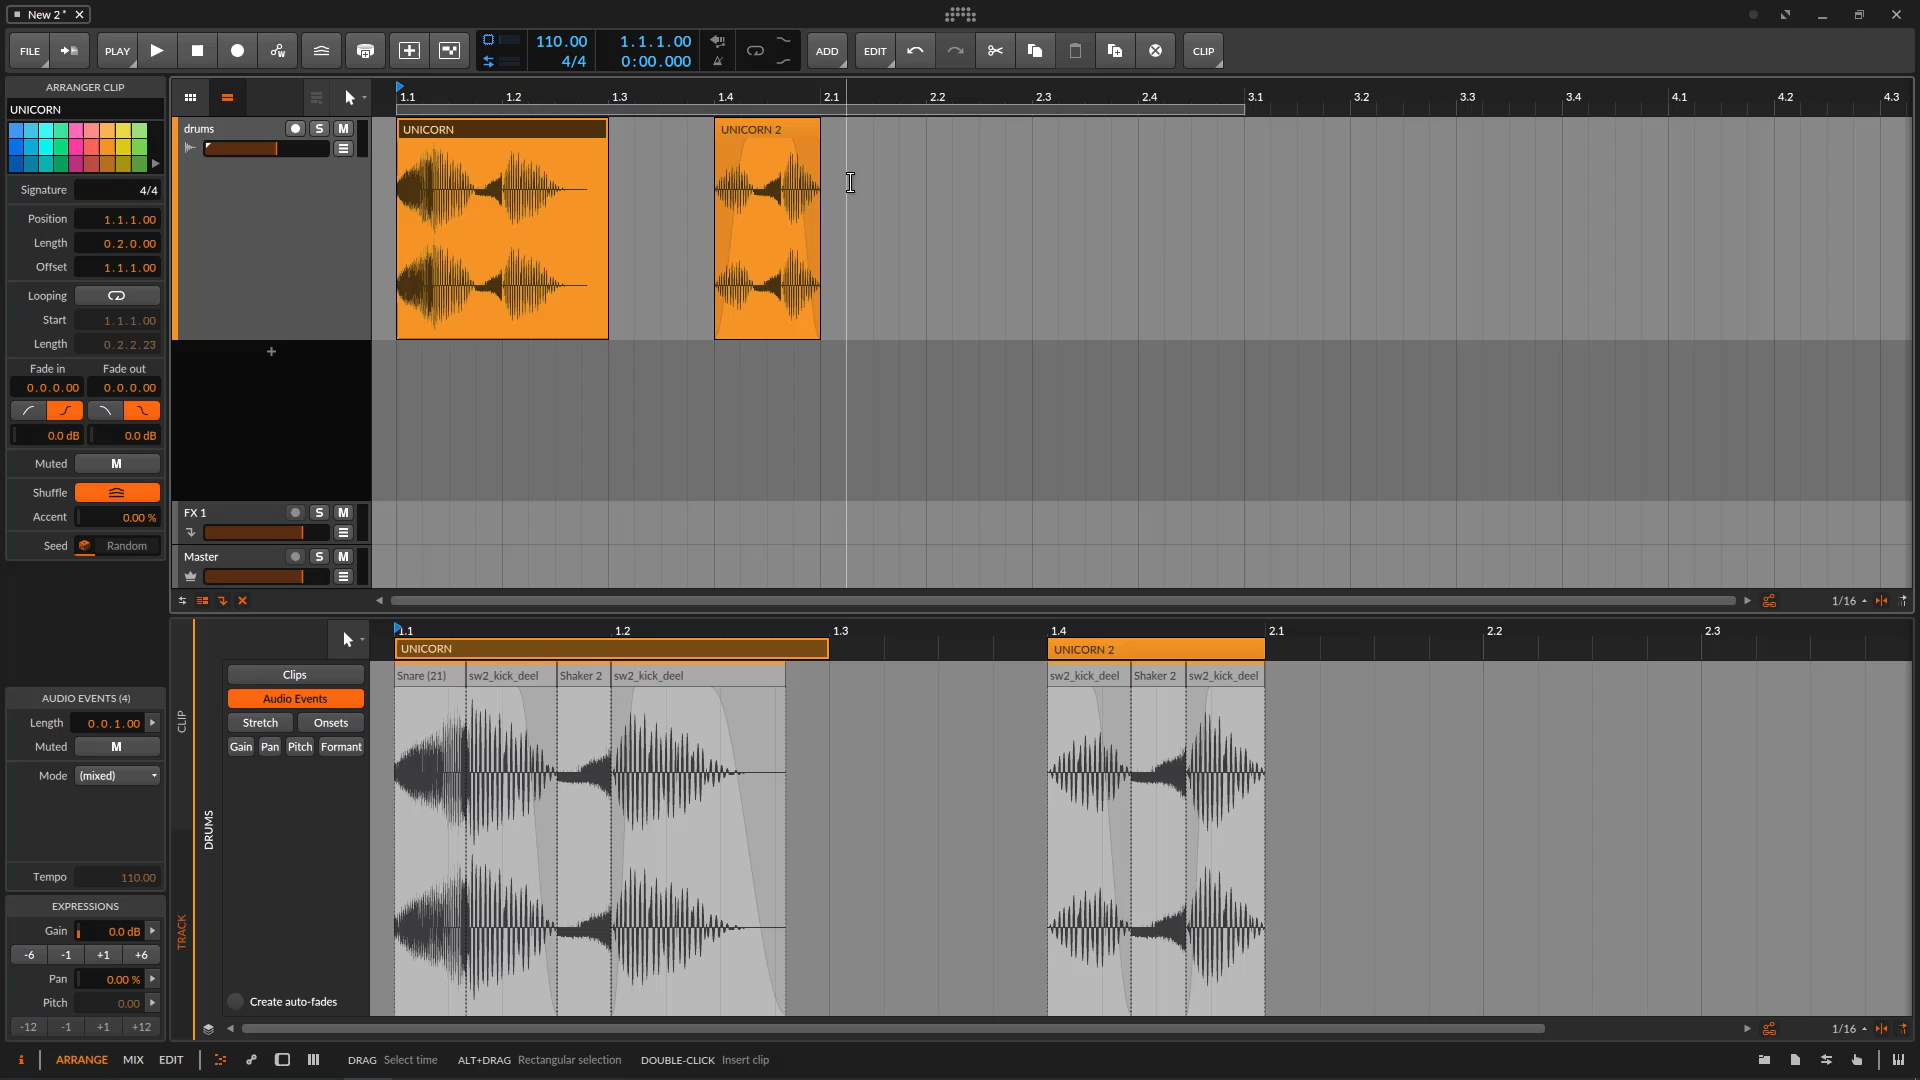 New 2*
FILE
PLAY
110.00
4/4
1.1.1.00
0:00.000
ADD
EDIT
CLIP
ARRANGER CLIP
UNICORN
Signature 4/4
Position 1.1.1.00
Length 0.2.0.00
Offset 1.1.1.00
Looping
Start 1.1.1.00
Length 0.2.2.23
Fade in Fade out
0.0.0.00 0.0.0.00
0.0 dB 0.0 dB
Muted M
Shuffle
Accent 0.00 %
Seed Random
AUDIO EVENTS (4)
Length 0.0.1.00
Muted M
Mode (mixed)
Tempo 110.00
EXPRESSIONS
Gain 0.0 dB
-6 -1 +1 +6
Pan 0.00 %
Pitch 0.00
-12 -1 +1 +12
1.1 1.2 1.3 1.4 2.1 2.2 2.3 2.4 3.1 3.2 3.3 3.4 4.1 4.2 4.3
drums S M
UNICORN UNICORN 2
FX 1 S M
Master S M
1/16
CLIP
TRACK
DRUMS
1.1 1.2 1.3 1.4 2.1 2.2 2.3
UNICORN UNICORN 2
Clips
Audio Events
Stretch Onsets
Gain Pan Pitch Formant
Create auto-fades
Snare (21) sw2_kick_deel Shaker 2 sw2_kick_deel sw2_kick_deel Shaker 2 sw2_kick_deel
1/16
i ARRANGE MIX EDIT
DRAG Select time ALT+DRAG Rectangular selection DOUBLE-CLICK Insert clip